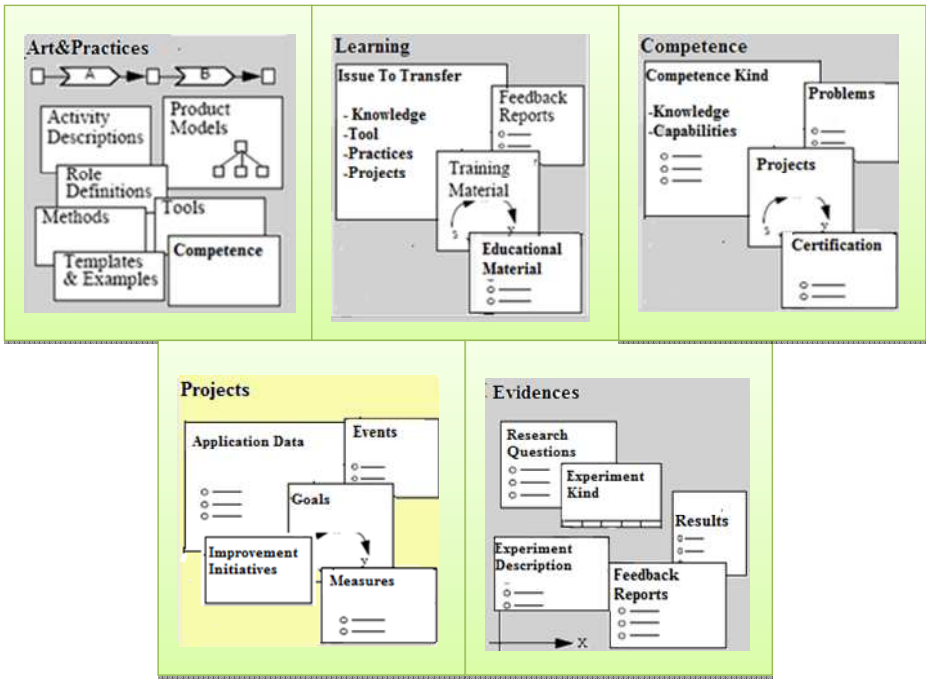 Art&Practices
A
B
Activity
Descriptions
Product
Models
Role
Definitions
Methods
Tools
Templates
& Examples
Competence
Learning
Issue To Transfer
- Knowledge
-Tool
-Practices
-Projects
Feedback
Reports
Training
Material
s
y
Educational
Material
Competence
Competence Kind
-Knowledge
-Capabilities
Problems
Projects
s
y
Certification
Projects
Application Data
Events
Goals
y
Improvement
Initiatives
Measures
Evidences
Research
Questions
Experiment
Kind
Results
Experiment
Description
Feedback
Reports
X